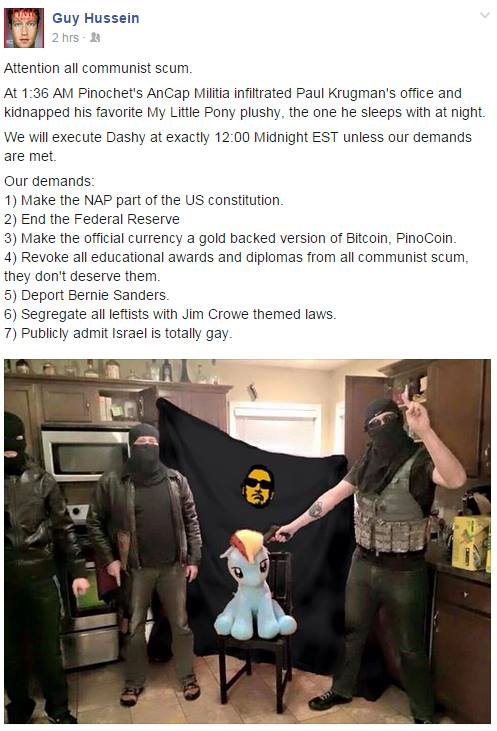 Guy Hussein
2 hrs ·
Attention all communist scum.
At 1:36 AM Pinochet's AnCap Militia infiltrated Paul Krugman's office and
kidnapped his favorite My Little Pony plushy, the one he sleeps with at night.
We will execute Dashy at exactly 12:00 Midnight EST unless our demands
are met.
Our demands:
1) Make the NAP part of the US constitution.
2) End the Federal Reserve
3) Make the official currency a gold backed version of Bitcoin, PinoCoin.
4) Revoke all educational awards and diplomas from all communist scum,
they don't deserve them.
5) Deport Bernie Sanders.
6) Segregate all leftists with Jim Crowe themed laws.
7) Publicly admit Israel is totally gay.